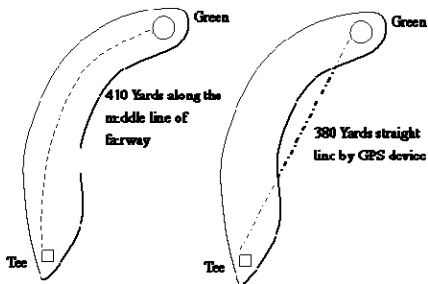 Green
410 Yards along the
middle line of
fairway
Tee
Green
380 Yards straight
line by GPS device
Tee